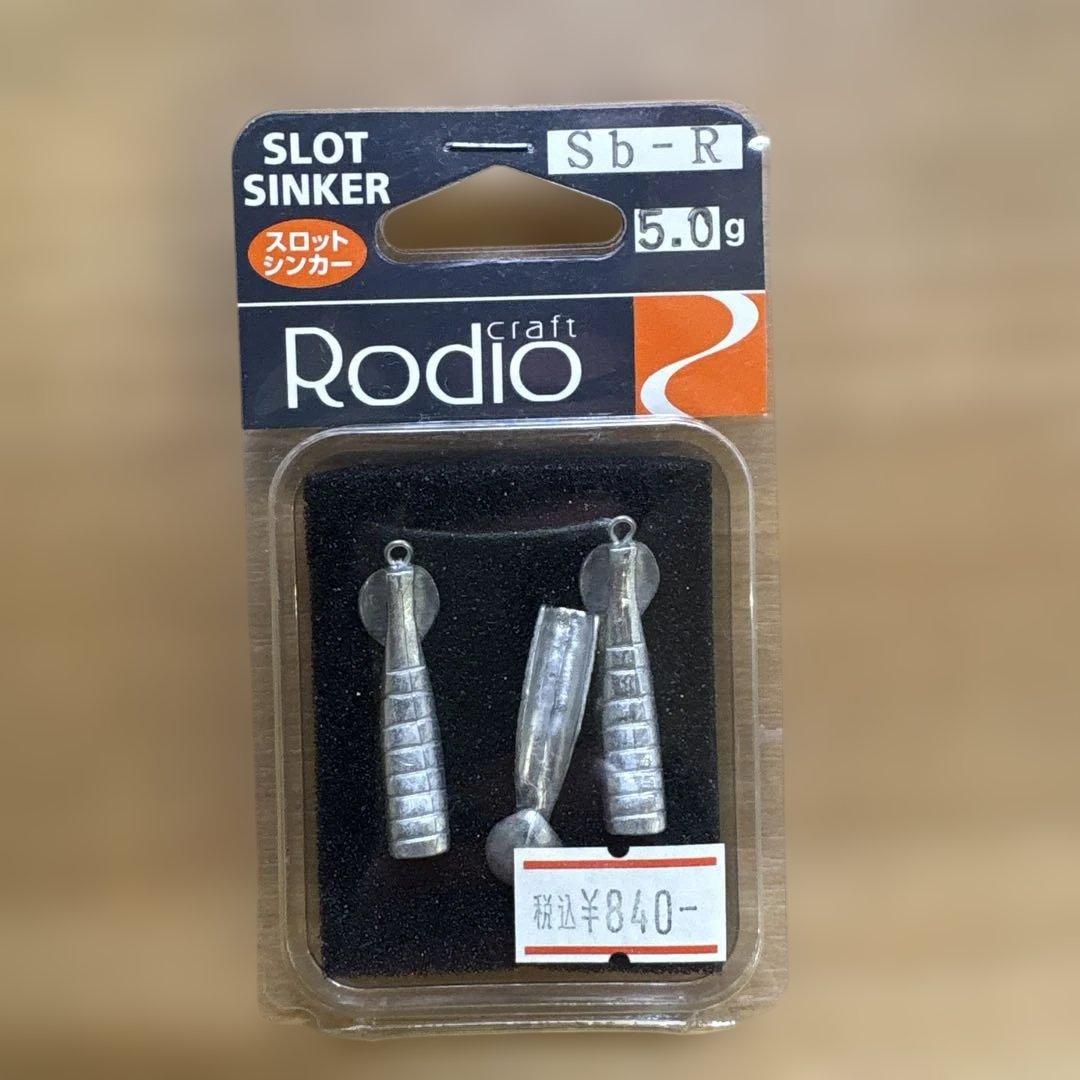 SLOT
SINKER
スロット
シンカー
Sb-R
5.0g
Rodio craft
税込¥840-